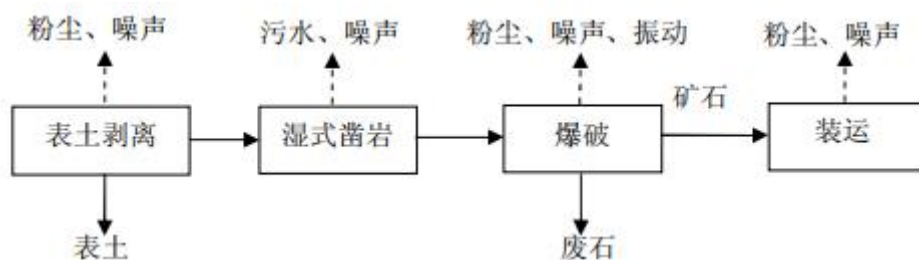 粉尘、噪声
污水、噪声
粉尘、噪声、振动
粉尘、噪声
矿石
表土剥离
湿式凿岩
爆破
装运
表土
废石